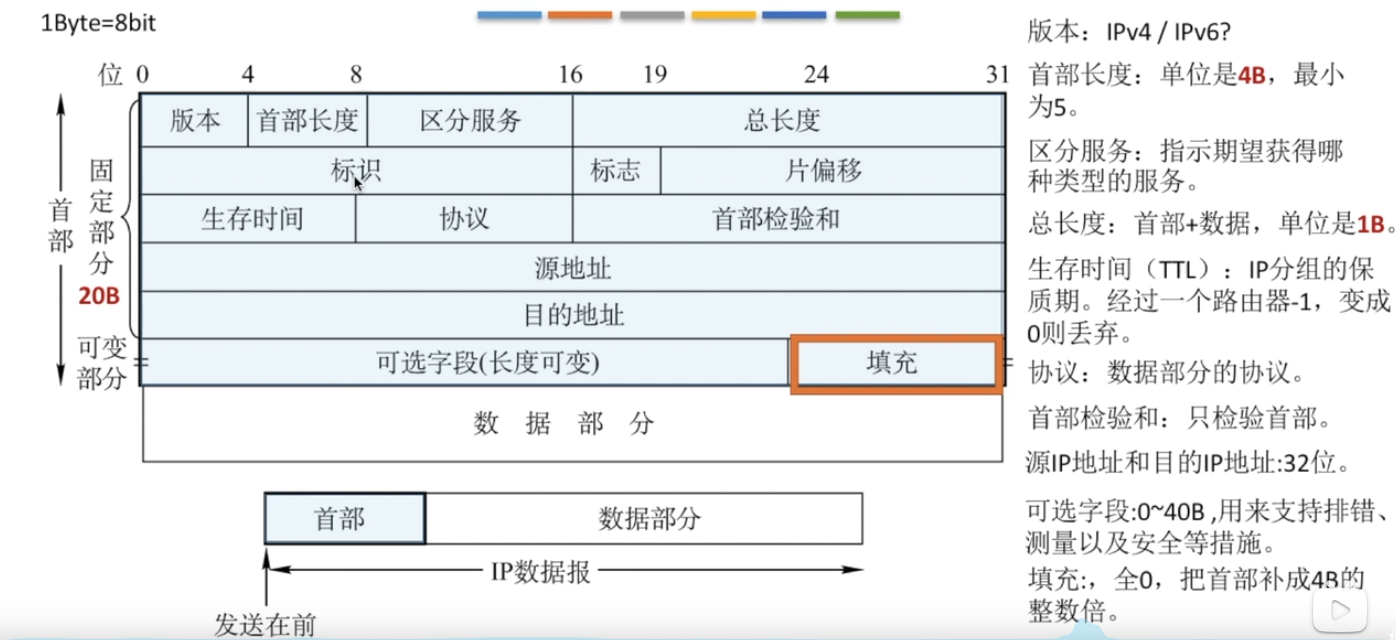 1Byte=8bit
位 0 4 8 16 19 24 31
版本 首部长度 区分服务 总长度
标识 标志 片偏移
生存时间 协议 首部检验和
源地址
目的地址
可选字段(长度可变) 填充
数 据 部 分
首部
固定部分
20B
可变
部分
首部 数据部分
IP数据报
发送在前
版本：IPv4 / IPv6?
首部长度：单位是4B，最小
为5。
区分服务：指示期望获得哪
种类型的服务。
总长度：首部+数据，单位是1B。
生存时间（TTL）：IP分组的保
质期。经过一个路由器-1，变成
0则丢弃。
协议：数据部分的协议。
首部检验和：只检验首部。
源IP地址和目的IP地址:32位。
可选字段:0~40B ,用来支持排错、
测量以及安全等措施。
填充:，全0，把首部补成4B的
整数倍。